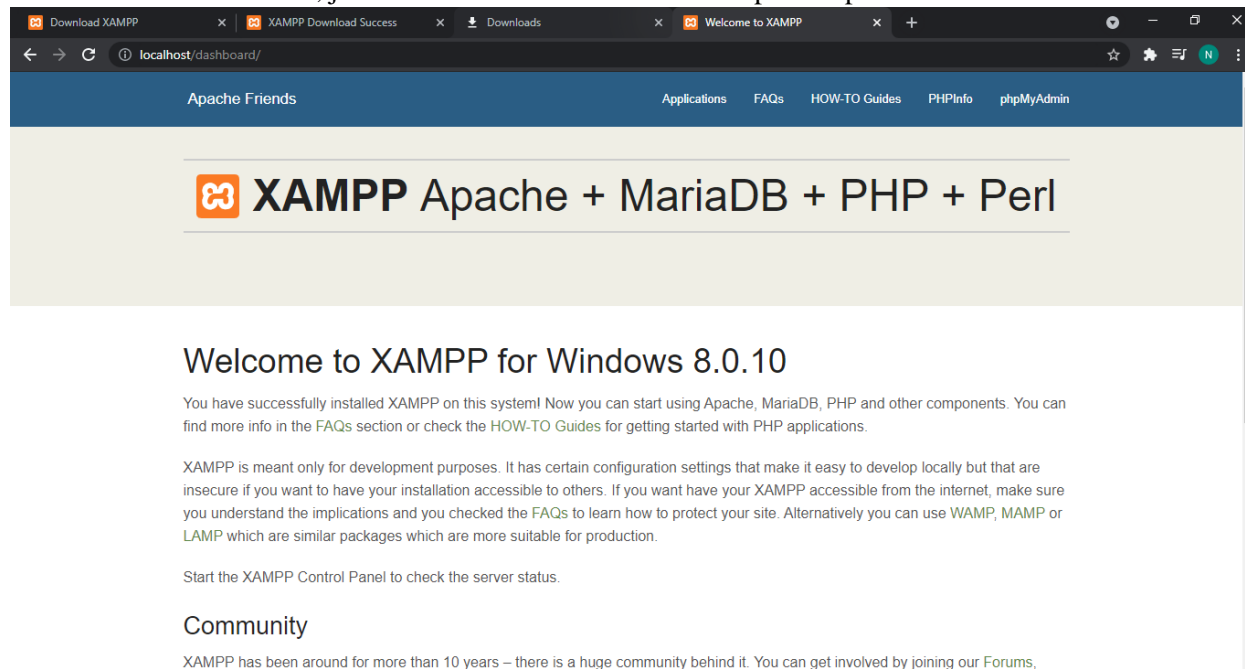 Download XAMPP
XAMPP Download Success
Downloads
Welcome to XAMPP
localhost/dashboard/
N
Apache Friends
Applications
FAQs
HOW-TO Guides
PHPInfo
phpMyAdmin
XAMPP Apache + MariaDB + PHP + Perl
Welcome to XAMPP for Windows 8.0.10
You have successfully installed XAMPP on this system! Now you can start using Apache, MariaDB, PHP and other components. You can
find more info in the FAQs section or check the HOW-TO Guides for getting started with PHP applications.
XAMPP is meant only for development purposes. It has certain configuration settings that make it easy to develop locally but that are
insecure if you want to have your installation accessible to others. If you want have your XAMPP accessible from the internet, make sure
you understand the implications and you checked the FAQs to learn how to protect your site. Alternatively you can use WAMP, MAMP or
LAMP which are similar packages which are more suitable for production.
Start the XAMPP Control Panel to check the server status.
Community
XAMPP has been around for more than 10 years – there is a huge community behind it. You can get involved by joining our Forums,